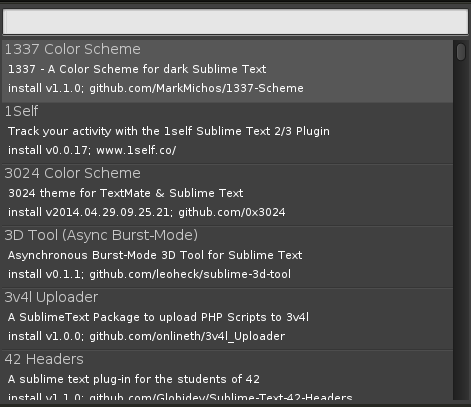 1337 Color Scheme
1337 - A Color Scheme for dark Sublime Text
install v1.1.0; github.com/MarkMichos/1337-Scheme
1Self
Track your activity with the 1self Sublime Text 2/3 Plugin
install v0.0.17; www.1self.co/
3024 Color Scheme
3024 theme for TextMate & Sublime Text
install v2014.04.29.09.25.21; github.com/0x3024
3D Tool (Async Burst-Mode)
Asynchronous Burst-Mode 3D Tool for Sublime Text
install v0.1.1; github.com/leoheck/sublime-3d-tool
3v4l Uploader
A SublimeText Package to upload PHP Scripts to 3v4l
install v1.0.0; github.com/onlineth/3v4l_Uploader
42 Headers
A sublime text plug-in for the students of 42
install v1.1.0; github.com/Globidev/Sublime-Text-42-Headers